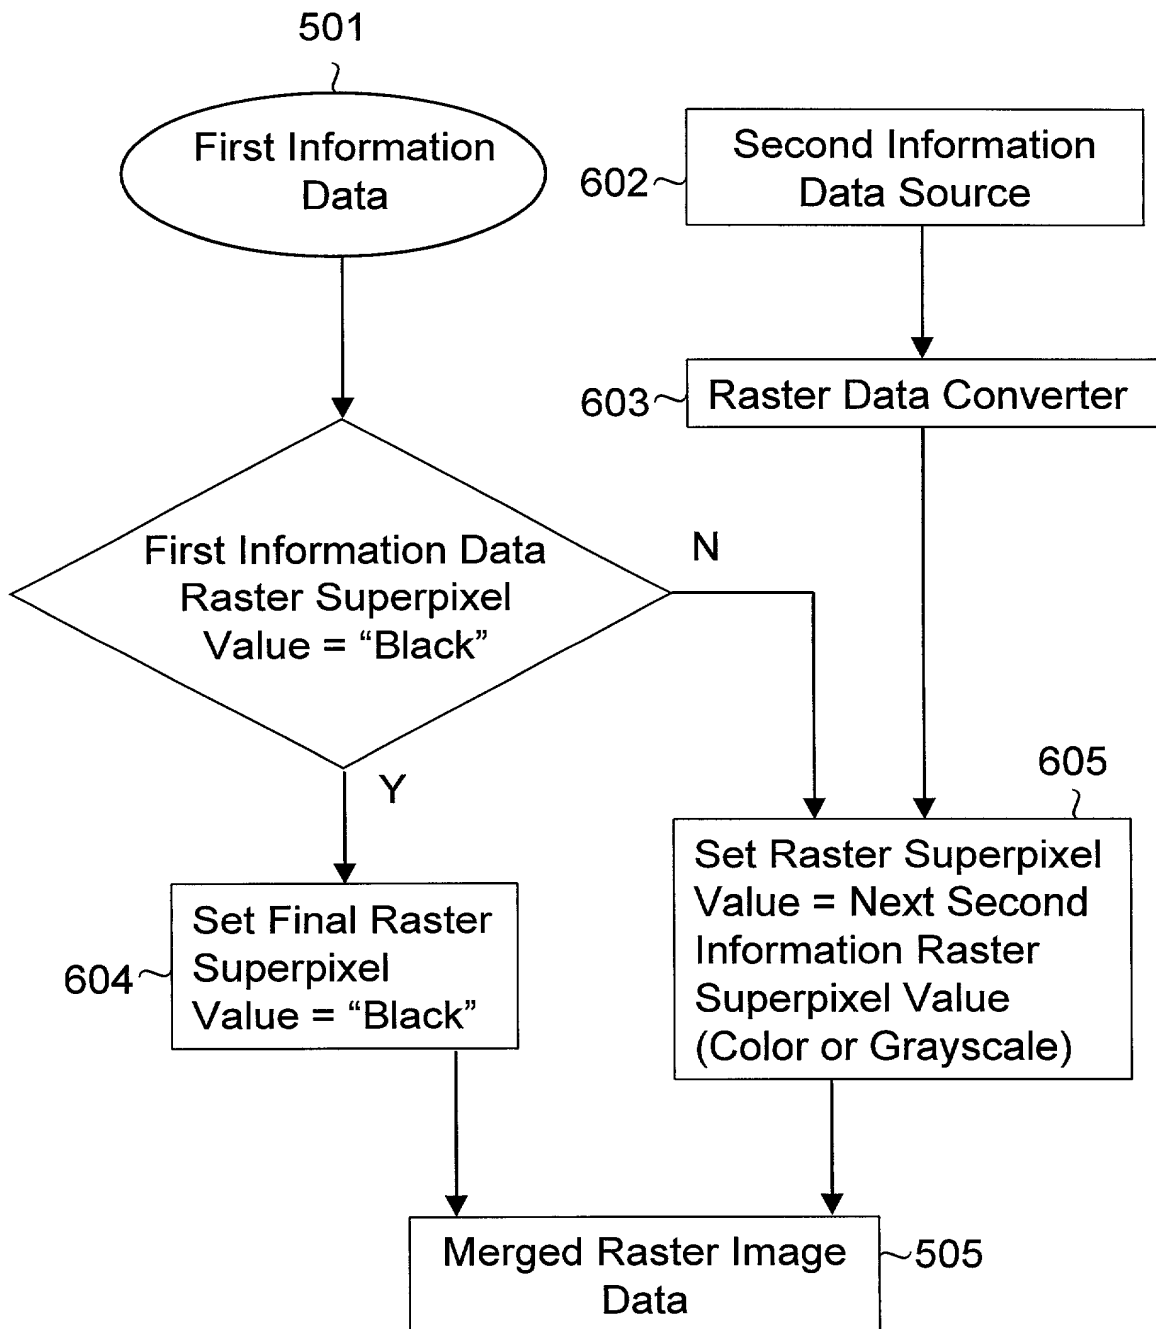 501
First Information
Data
Second Information
Data Source
602
603
Raster Data Converter
First Information Data
Raster Superpixel
Value = “Black”
N
Y
605
Set Raster Superpixel
Value = Next Second
Information Raster
Superpixel Value
(Color or Grayscale)
604
Set Final Raster
Superpixel
Value = “Black”
Merged Raster Image
Data
505